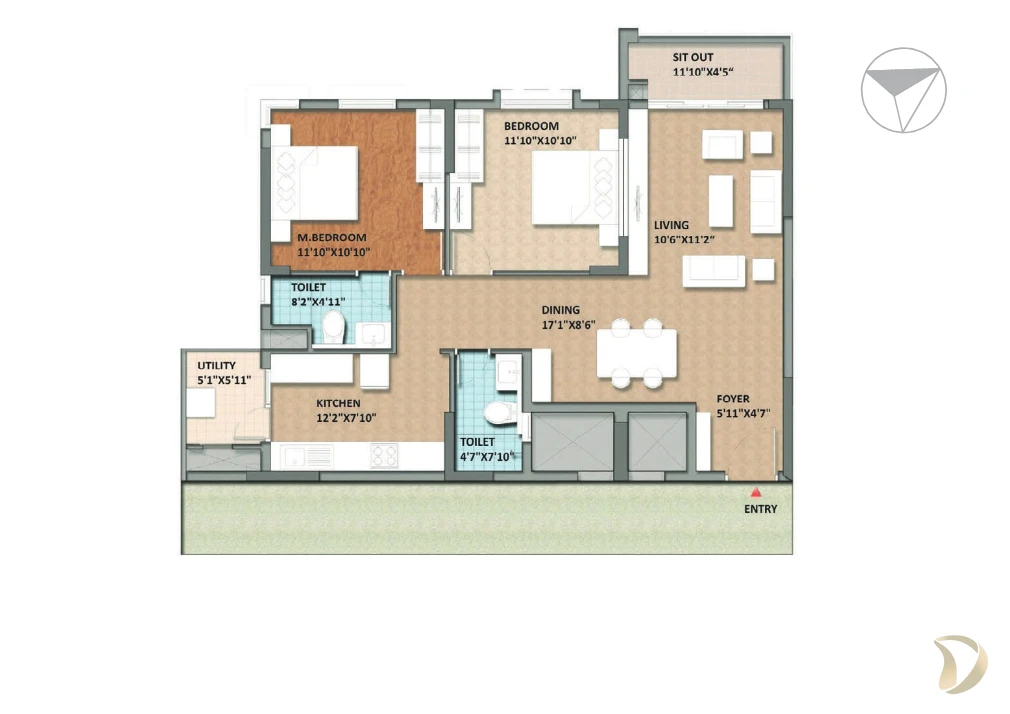 SIT OUT
11'10"X4'5"
BEDROOM
11'10"X10'10"
LIVING
10'6"X11'2"
M.BEDROOM
11'10"X10'10"
TOILET
8'2"X4'11"
DINING
17'1"X8'6"
UTILITY
5'1"X5'11"
KITCHEN
12'2"X7'10"
FOYER
5'11"X4'7"
TOILET
4'7"X7'10"
ENTRY